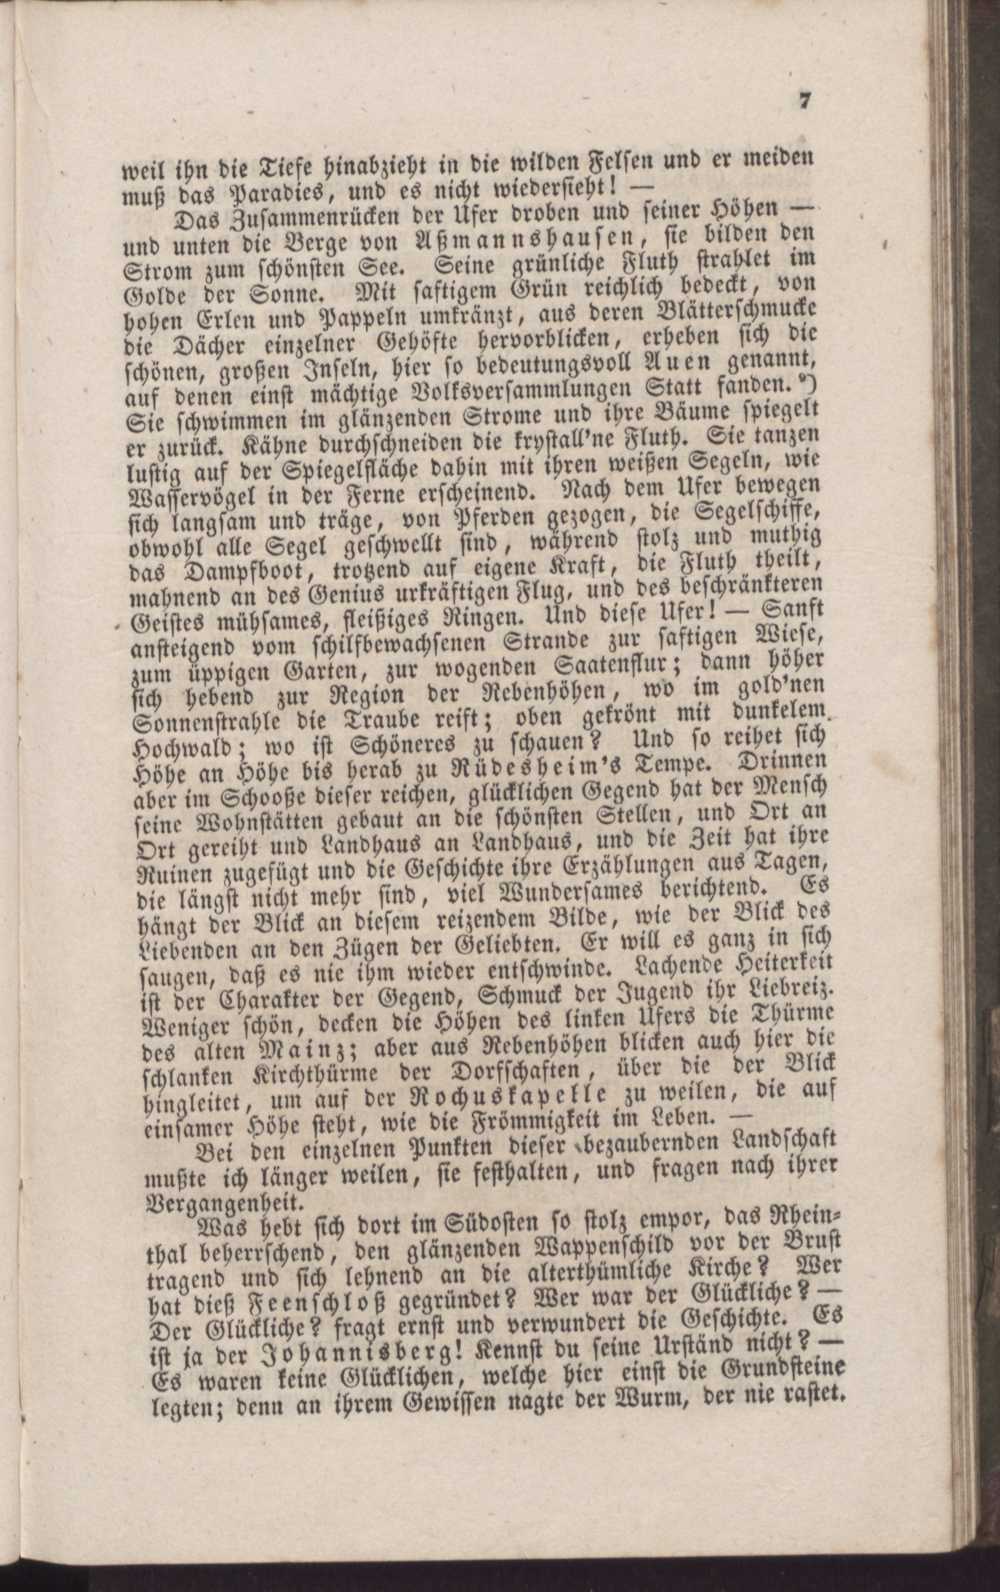 7
weil ihn die Tiefe hinabzieht in die wilden Felsen und er meiden
muß das Paradies, und es nicht wiedersieht! —
Das Zusammenrücken der Ufer droben und seiner Höhen —
und unten die Berge von Aßmannshausen, sie bilden den
Strom zum schönsten See. Seine grünliche Fluth strahlet im
Golde der Sonne. Mit saftigem Grün reichlich bedeckt, von
hohen Erlen und Pappeln umkränzt, aus deren Blätterschmucke
die Dächer einzelner Gehöfte hervorblicken, erheben sich die
schönen, großen Inseln, hier so bedeutungsvoll Auen genannt,
auf denen einst mächtige Volksversammlungen Statt fanden.*)
Sie schwimmen im glänzenden Strome und ihre Bäume spiegelt
er zurück. Kähne durchschneiden die krystall'ne Fluth. Sie tanzen
lustig auf der Spiegelfläche dahin mit ihren weißen Segeln, wie
Wasservögel in der Ferne erscheinend. Nach dem Ufer bewegen
sich langsam und träge, von Pferden gezogen, die Segelschiffe,
obwohl alle Segel geschwellt sind, während stolz und muthig
das Dampfboot, trotzend auf eigene Kraft, die Fluth theilt,
mahnend an des Genius urkräftigen Flug, und des beschränkteren
Geistes mühsames, fleißiges Ringen. Und diese Ufer! — Sanft
ansteigend vom schilfbewachsenen Strande zur saftigen Wiese,
zum üppigen Garten, zur wogenden Saatenflur; dann höher
sich hebend zur Region der Rebenhöhen, wo im gold'nen
Sonnenstrahle die Traube reift; oben gekrönt mit dunkelem
Hochwald; wo ist Schöneres zu schauen? Und so reihet sich
Höhe an Höhe bis herab zu Rüdesheim's Tempe. Drinnen
aber im Schooße dieser reichen, glücklichen Gegend hat der Mensch
seine Wohnstätten gebaut an die schönsten Stellen, und Ort an
Ort gereiht und Landhaus an Landhaus, und die Zeit hat ihre
Ruinen zugefügt und die Geschichte ihre Erzählungen aus Tagen,
die längst nicht mehr sind, viel Wundersames berichtend. Es
hängt der Blick an diesem reizendem Bilde, wie der Blick des
Liebenden an den Zügen der Geliebten. Er will es ganz in sich
saugen, daß es nie ihm wieder entschwinde. Lachende Heiterkeit
ist der Charakter der Gegend, Schmuck der Jugend ihr Liebreiz.
Weniger schön, decken die Höhen des linken Ufers die Thürme
des alten Mainz; aber aus Rebenhöhen blicken auch hier die
schlanken Kirchthürme der Dorfschaften, über die der Blick
hingleitet, um auf der Rochuskapelle zu weilen, die auf
einsamer Höhe steht, wie die Frömmigkeit im Leben. —
Bei den einzelnen Punkten dieser bezaubernden Landschaft
mußte ich länger weilen, sie festhalten, und fragen nach ihrer
Vergangenheit.
Was hebt sich dort im Südosten so stolz empor, das Rhein-
thal beherrschend, den glänzenden Wappenschild vor der Brust
tragend und sich lehnend an die alterthümliche Kirche? Wer
hat dieß Feenschloß gegründet? Wer war der Glückliche? —
Der Glückliche? fragt ernst und verwundert die Geschichte. Es
ist ja der Johannisberg! Kennst du seine Urständ nicht? —
Es waren keine Glücklichen, welche hier einst die Grundsteine
legten; denn an ihrem Gewissen nagte der Wurm, der nie rastet.